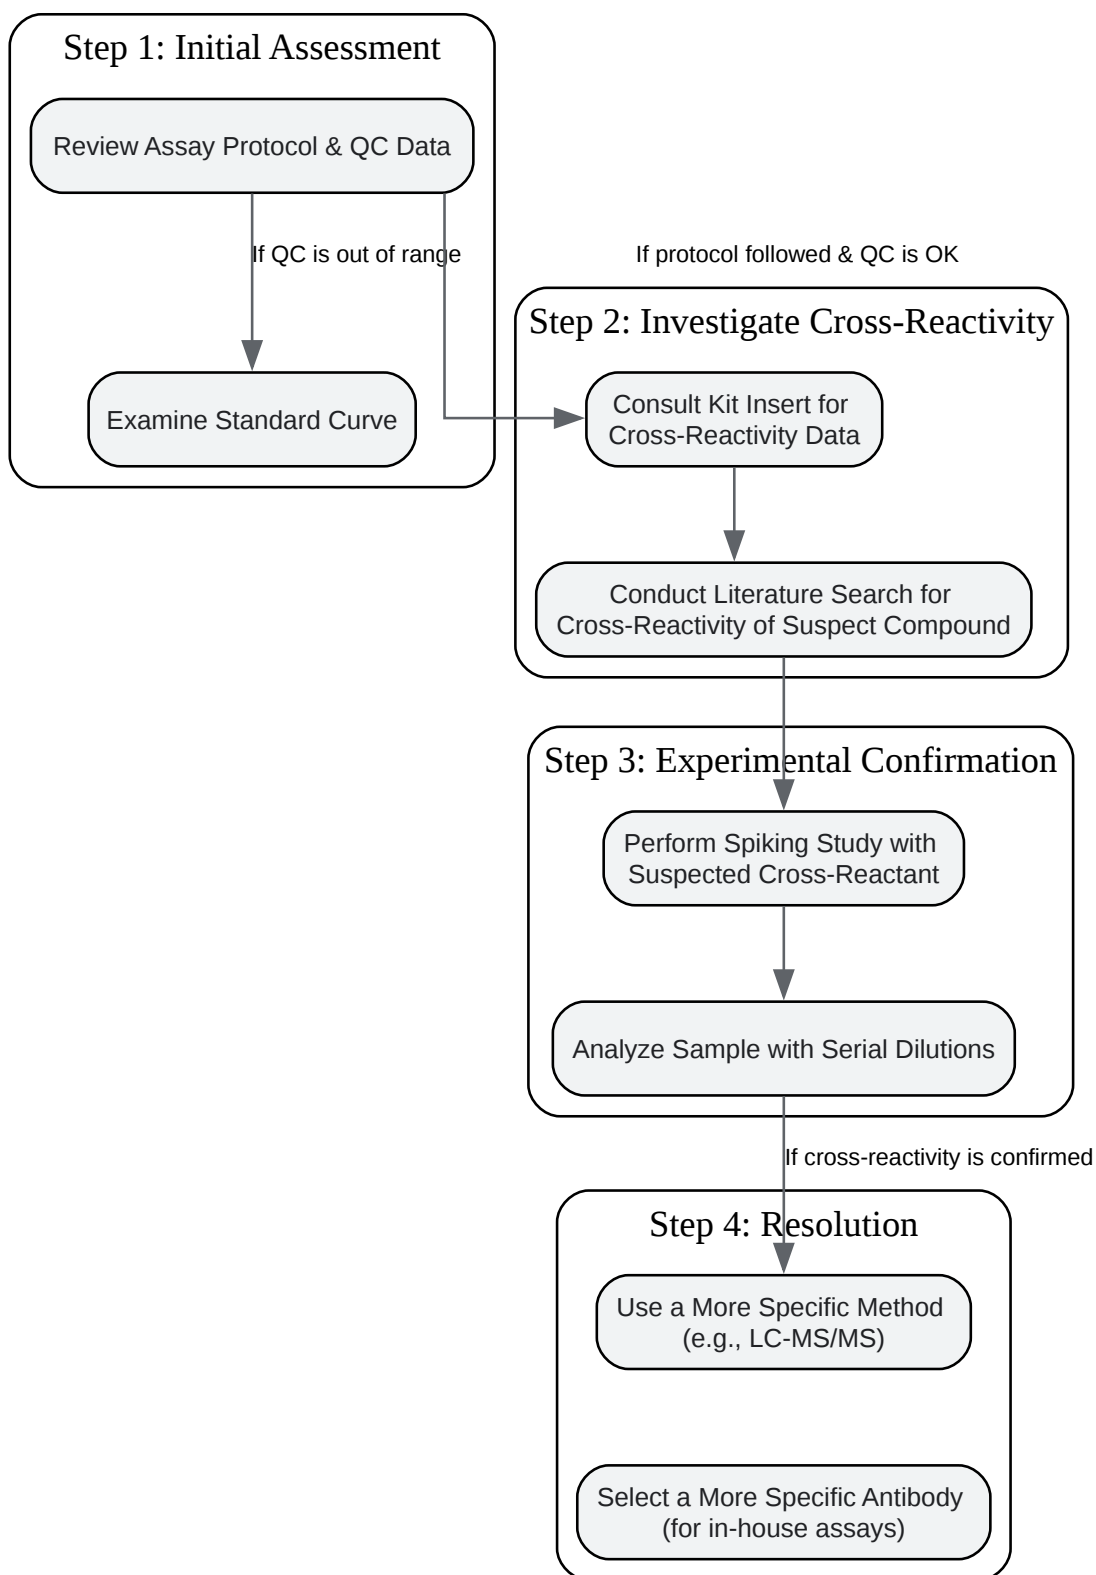 Step 1: Initial Assessment
Review Assay Protocol & QC Data
If QC is out of range
If protocol followed & QC is OK
Examine Standard Curve
Step 2: Investigate Cross-Reactivity
Consult Kit Insert for
Cross-Reactivity Data
Conduct Literature Search for
Cross-Reactivity of Suspect Compound
Step 3: Experimental Confirmation
Perform Spiking Study with
Suspected Cross-Reactant
Analyze Sample with Serial Dilutions
If cross-reactivity is confirmed
Step 4: Resolution
Use a More Specific Method
(e.g., LC-MS/MS)
Select a More Specific Antibody
(for in-house assays)